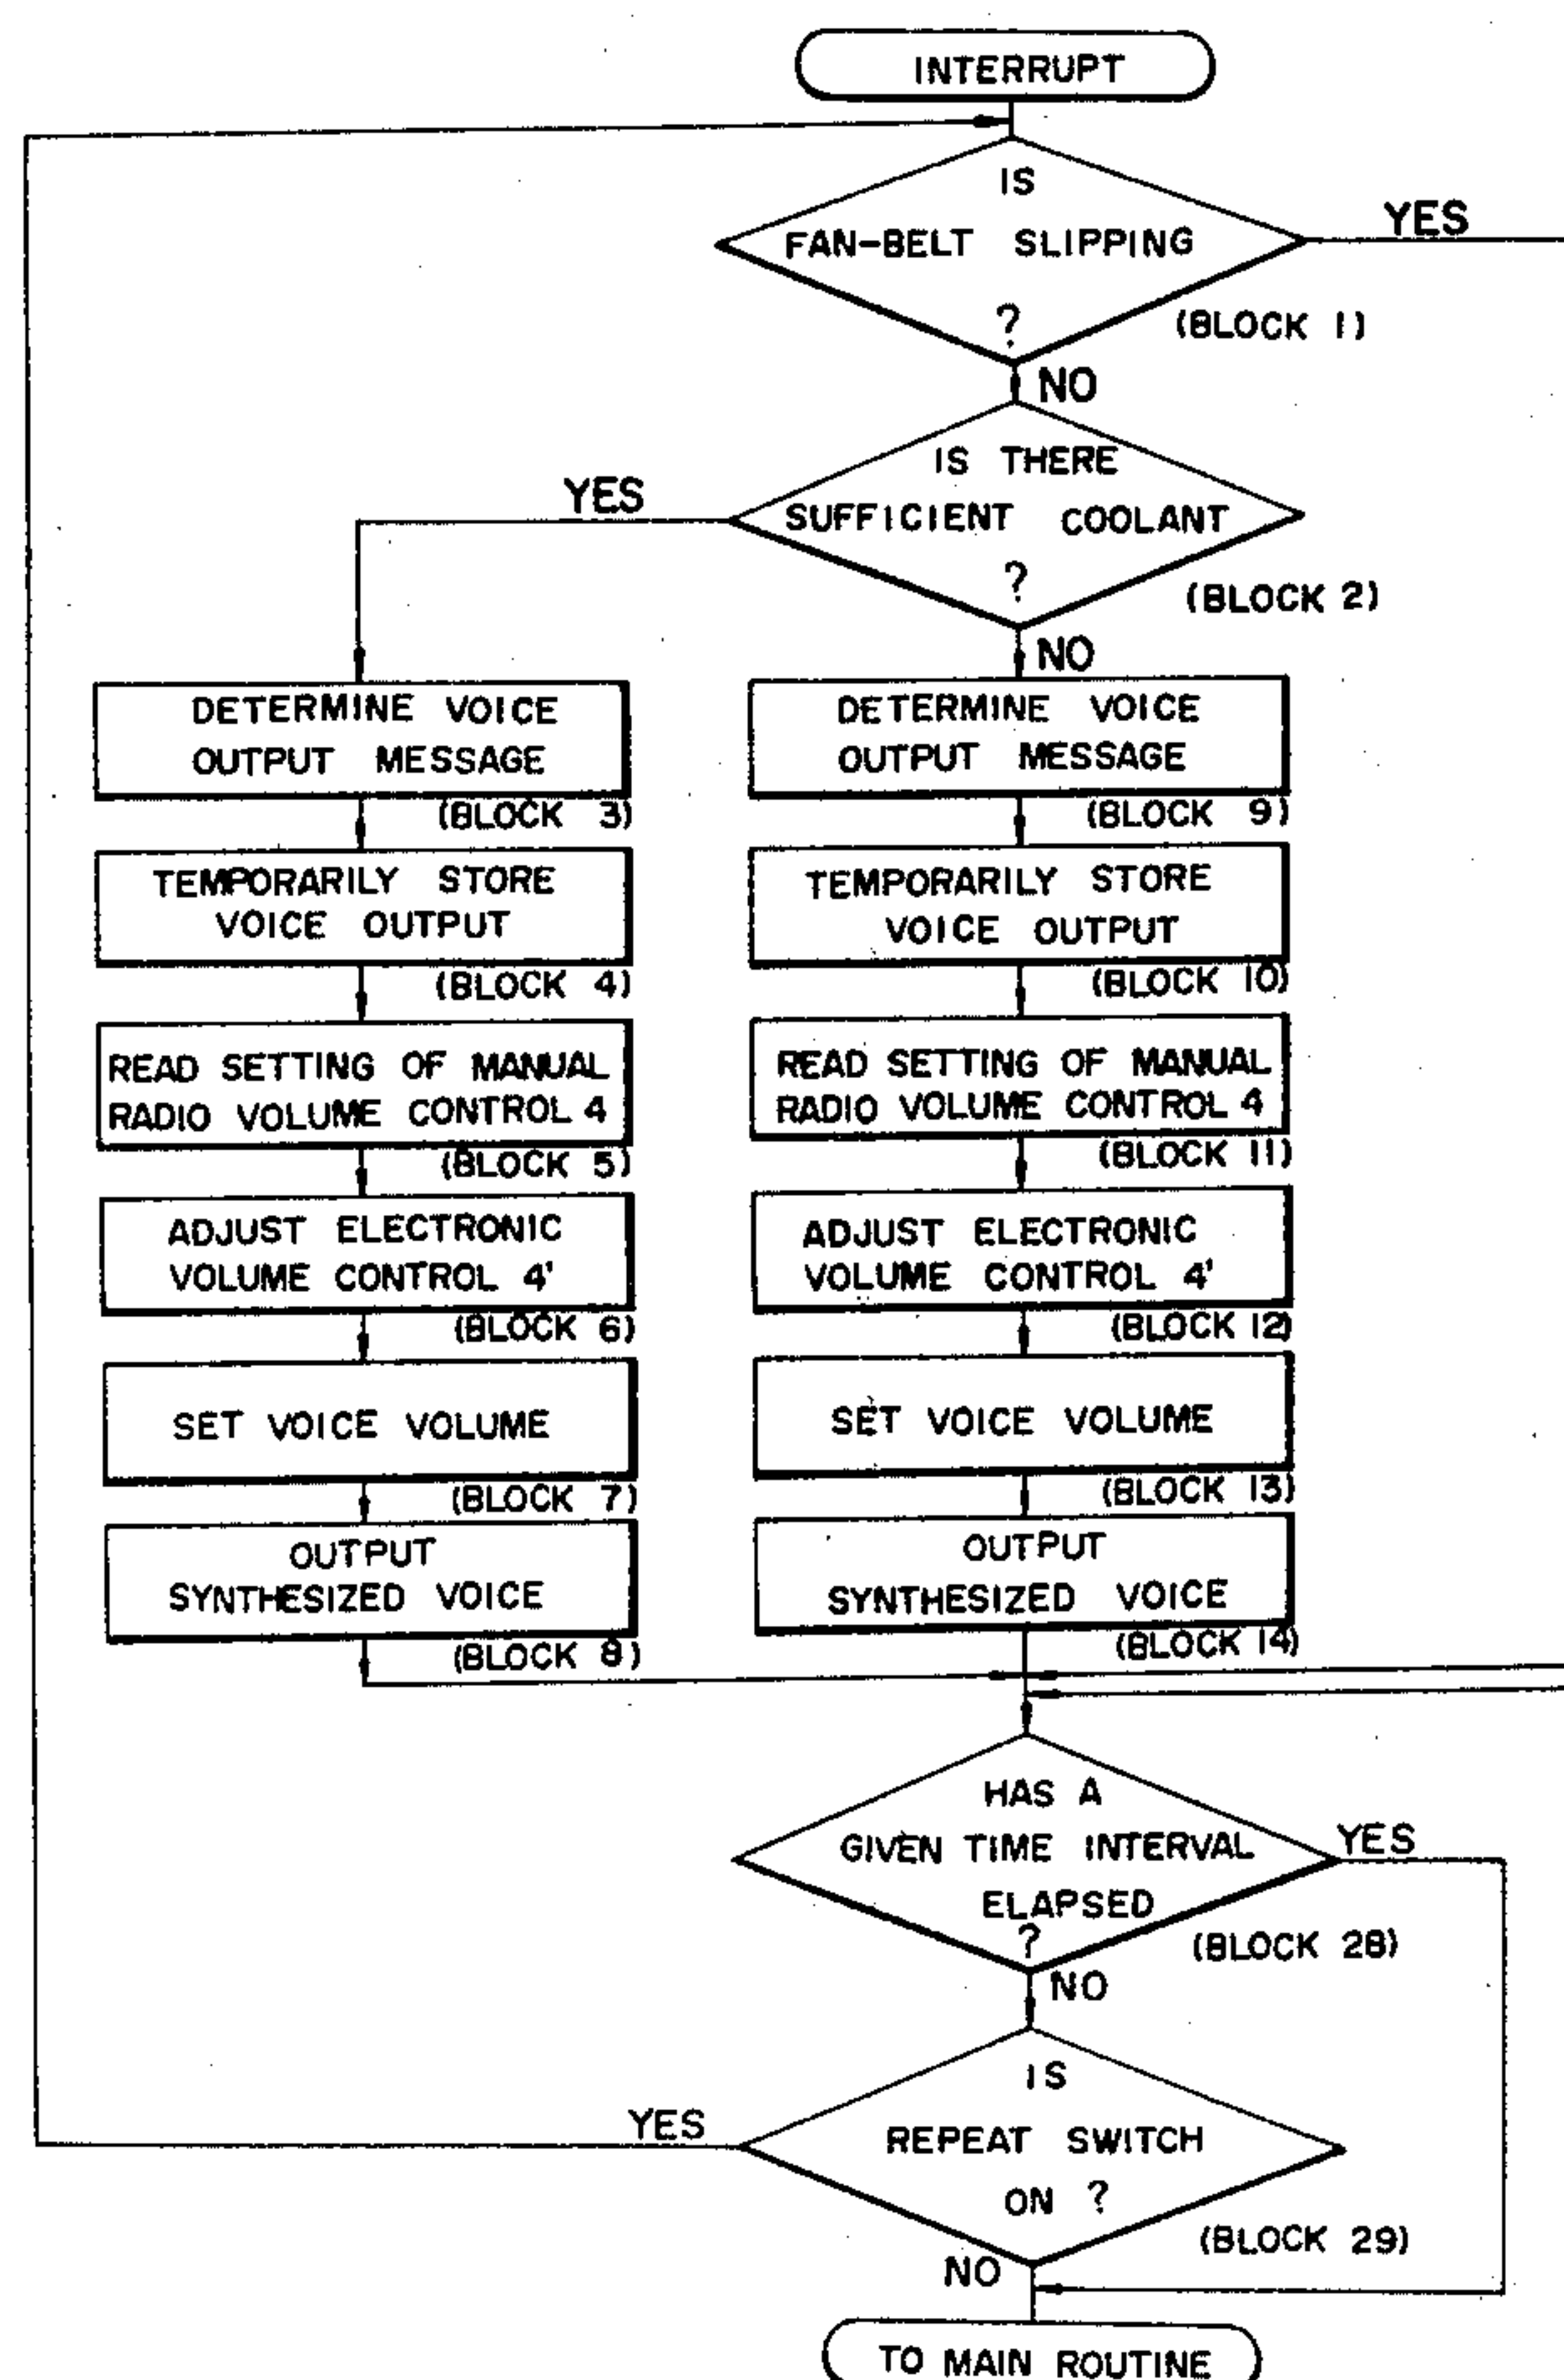 INTERRUPT
IS
FAN-BELT SLIPPING
?
YES
(BLOCK 1)
NO
IS THERE
SUFFICIENT COOLANT
?
YES
(BLOCK 2)
NO
DETERMINE VOICE
OUTPUT MESSAGE
(BLOCK 3)
TEMPORARILY STORE
VOICE OUTPUT
(BLOCK 4)
READ SETTING OF MANUAL
RADIO VOLUME CONTROL 4
(BLOCK 5)
ADJUST ELECTRONIC
VOLUME CONTROL 4'
(BLOCK 6)
SET VOICE VOLUME
(BLOCK 7)
OUTPUT
SYNTHESIZED VOICE
(BLOCK 8)
DETERMINE VOICE
OUTPUT MESSAGE
(BLOCK 9)
TEMPORARILY STORE
VOICE OUTPUT
(BLOCK 10)
READ SETTING OF MANUAL
RADIO VOLUME CONTROL 4
(BLOCK 11)
ADJUST ELECTRONIC
VOLUME CONTROL 4'
(BLOCK 12)
SET VOICE VOLUME
(BLOCK 13)
OUTPUT
SYNTHESIZED VOICE
(BLOCK 14)
HAS A
GIVEN TIME INTERVAL
ELAPSED
?
YES
(BLOCK 28)
NO
IS
REPEAT SWITCH
ON ?
YES
(BLOCK 29)
NO
TO MAIN ROUTINE